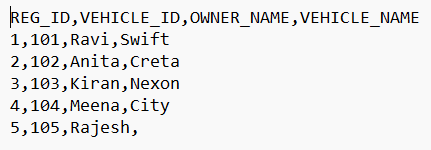 REG_ID,VEHICLE_ID,OWNER_NAME,VEHICLE_NAME
1,101,Ravi,Swift
2,102,Anita,Creta
3,103,Kiran,Nexon
4,104,Meena,City
5,105,Rajesh,